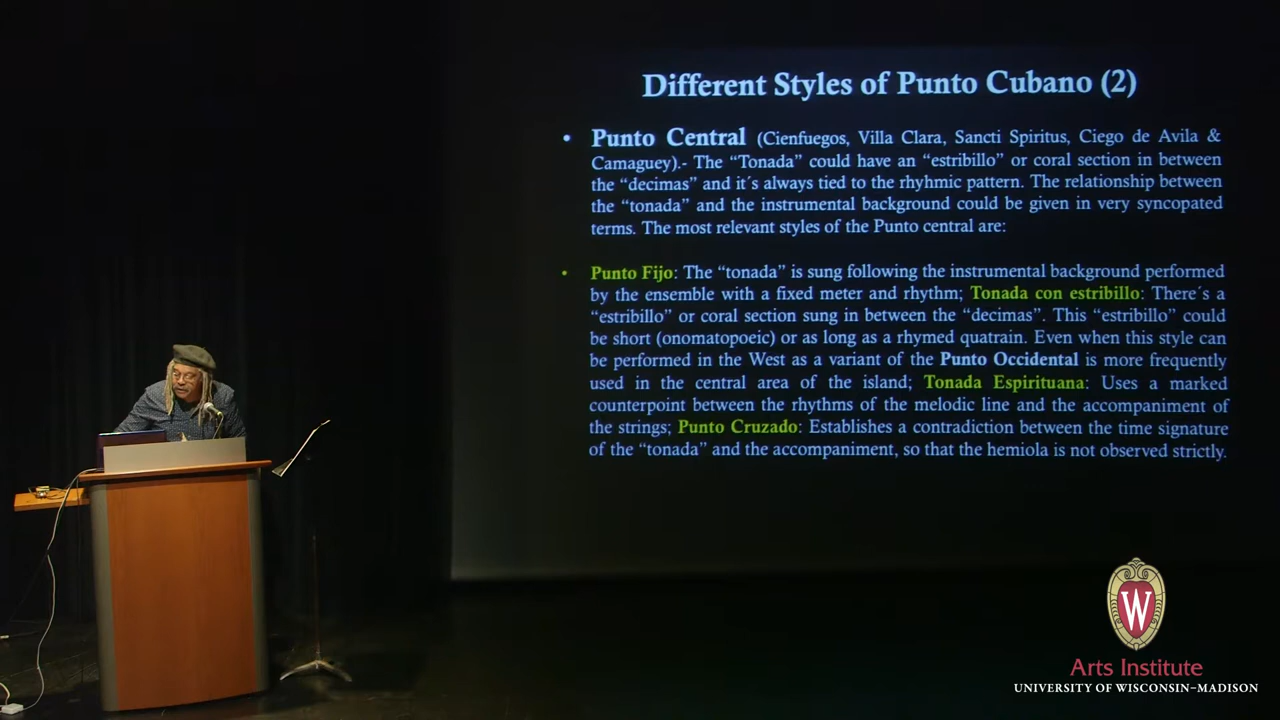 Different Styles of Punto Cubano (2)
• Punto Central (Cienfuegos, Villa Clara, Sancti Spiritus, Ciego de Avila &
Camaguey).- The “Tonada” could have an “estribillo” or coral section in between
the “decimas” and it´s always tied to the rhyhmic pattern. The relationship between
the “tonada” and the instrumental background could be given in very syncopated
terms. The most relevant styles of the Punto central are:
• Punto Fijo: The “tonada” is sung following the instrumental background performed
by the ensemble with a fixed meter and rhythm; Tonada con estribillo: There´s a
“estribillo” or coral section sung in between the “decimas”. This “estribillo” could
be short (onomatopoeic) or as long as a rhymed quatrain. Even when this style can
be performed in the West as a variant of the Punto Occidental is more frequently
used in the central area of the island; Tonada Espirituana: Uses a marked
counterpoint between the rhythms of the melodic line and the accompaniment of
the strings; Punto Cruzado: Establishes a contradiction between the time signature
of the “tonada” and the accompaniment, so that the hemiola is not observed strictly.
W
Arts Institute
UNIVERSITY OF WISCONSIN–MADISON